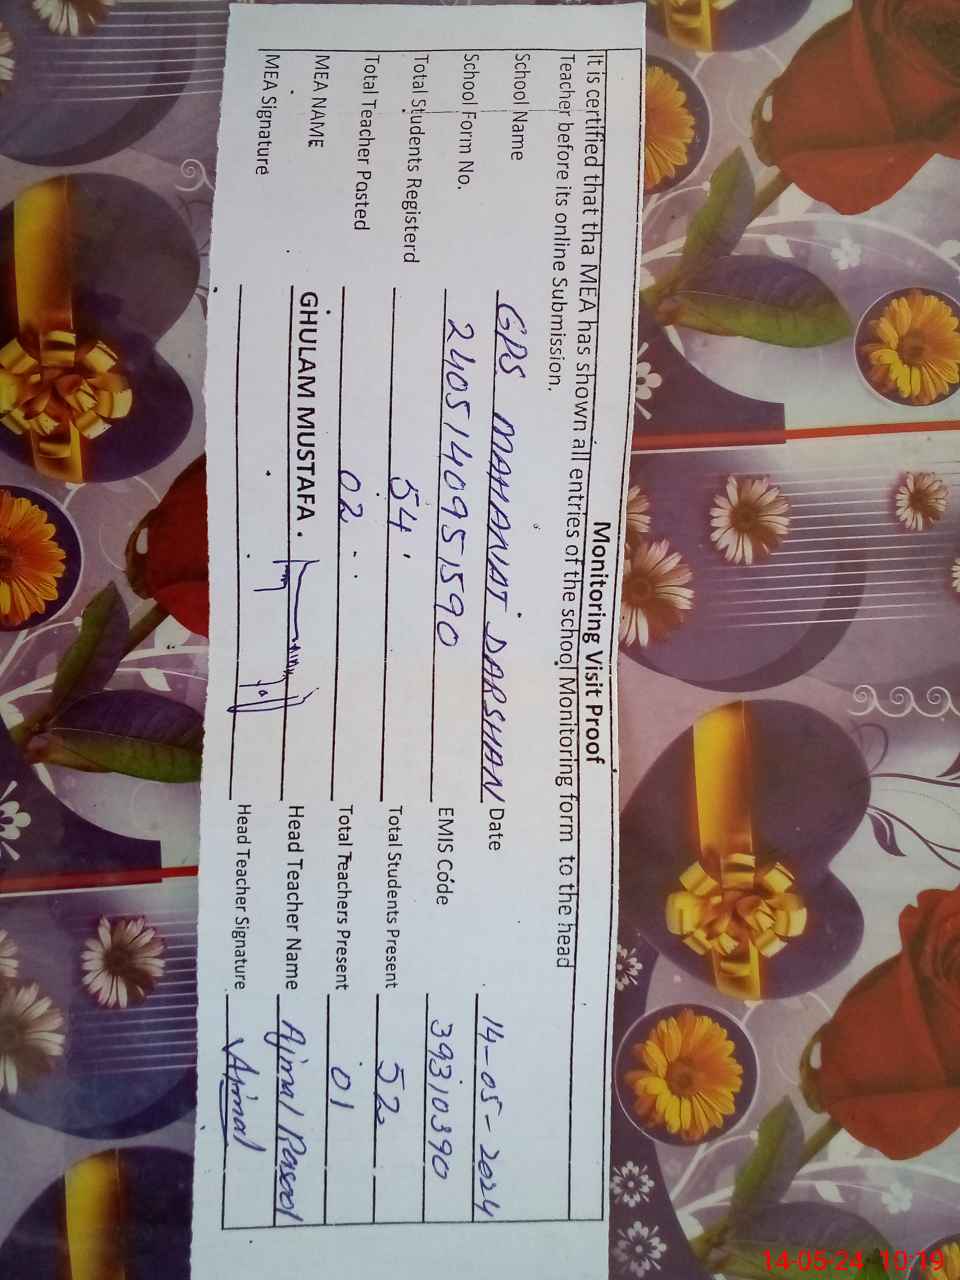 Monitoring Visit Proof
It is certified that tha MEA has shown all entries of the school Monitoring form to the head
Teacher before its online Submission.
School Name GPS MAHANAT DARSHAN Date 14-05-2024
School Form No. 2405140951590 EMIS Code 39310390
Total Students Registerd 54 Total Students Present 52
Total Teacher Posted 02 Total Teachers Present 01
MEA NAME GHULAM MUSTAFA. Head Teacher Name Ajmal Rasool
MEA Signature Head Teacher Signature Ajmal
14-05-24 10:19